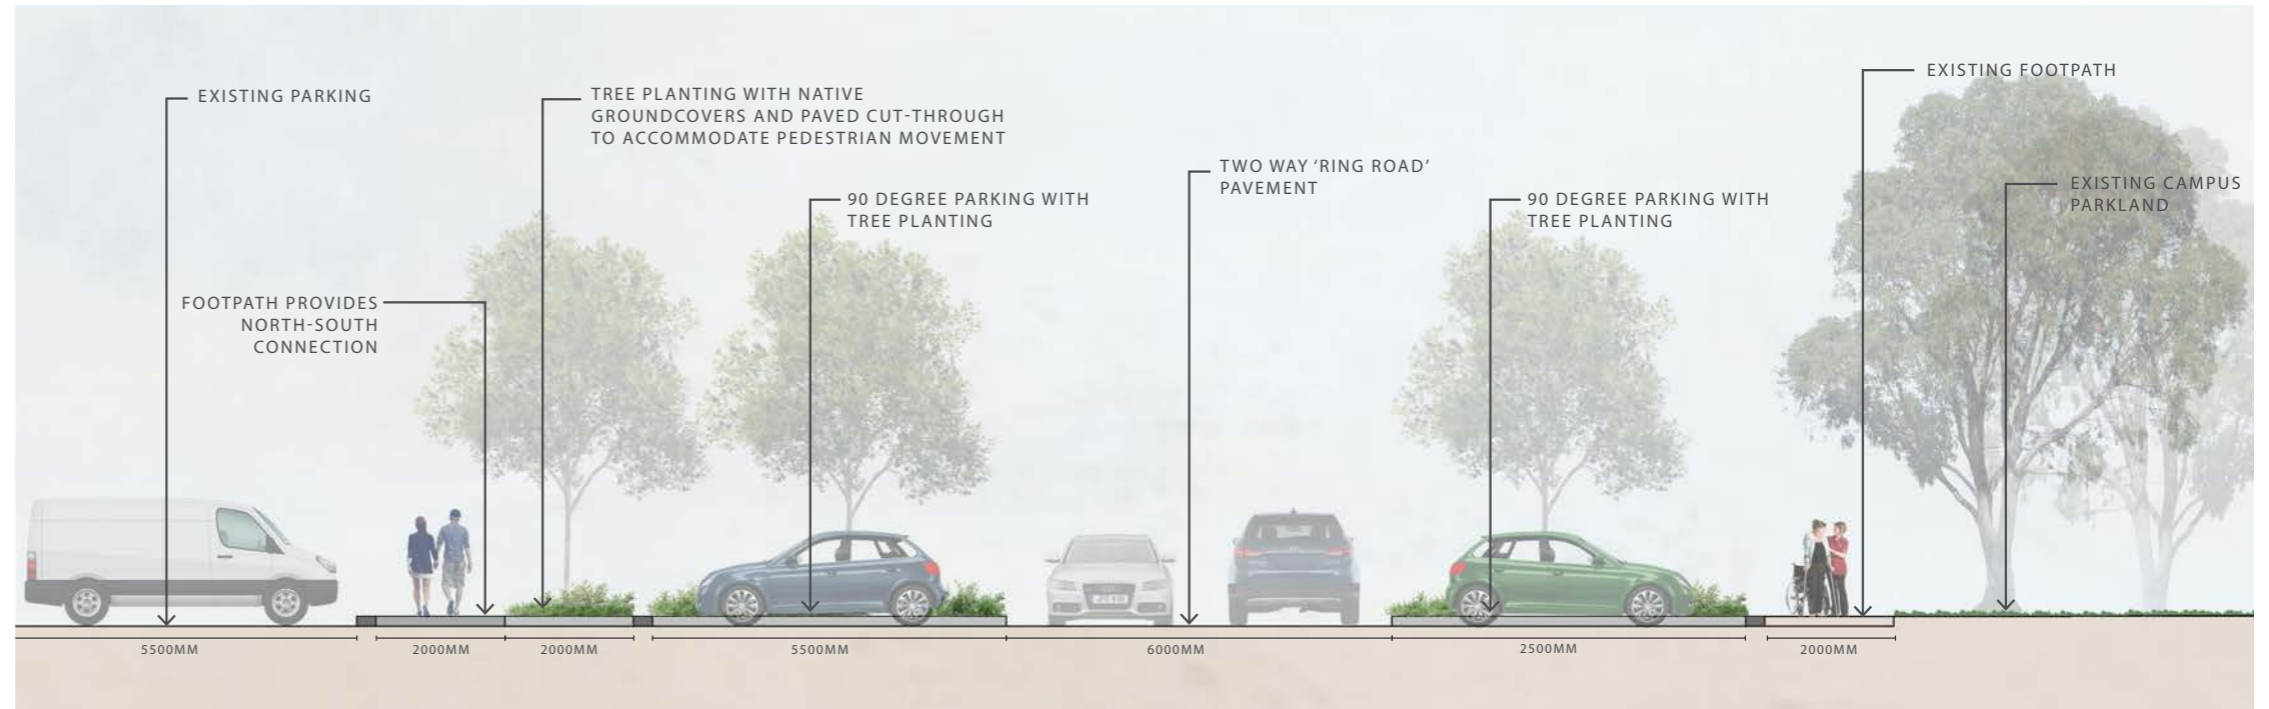 EXISTING PARKING
TREE PLANTING WITH NATIVE
GROUNDCOVERS AND PAVED CUT-THROUGH
TO ACCOMMODATE PEDESTRIAN MOVEMENT
EXISTING FOOTPATH
TWO WAY ‘RING ROAD’
PAVEMENT
90 DEGREE PARKING WITH
TREE PLANTING
90 DEGREE PARKING WITH
TREE PLANTING
EXISTING CAMPUS
PARKLAND
FOOTPATH PROVIDES
NORTH-SOUTH
CONNECTION
5500MM
2000MM
2000MM
5500MM
6000MM
2500MM
2000MM